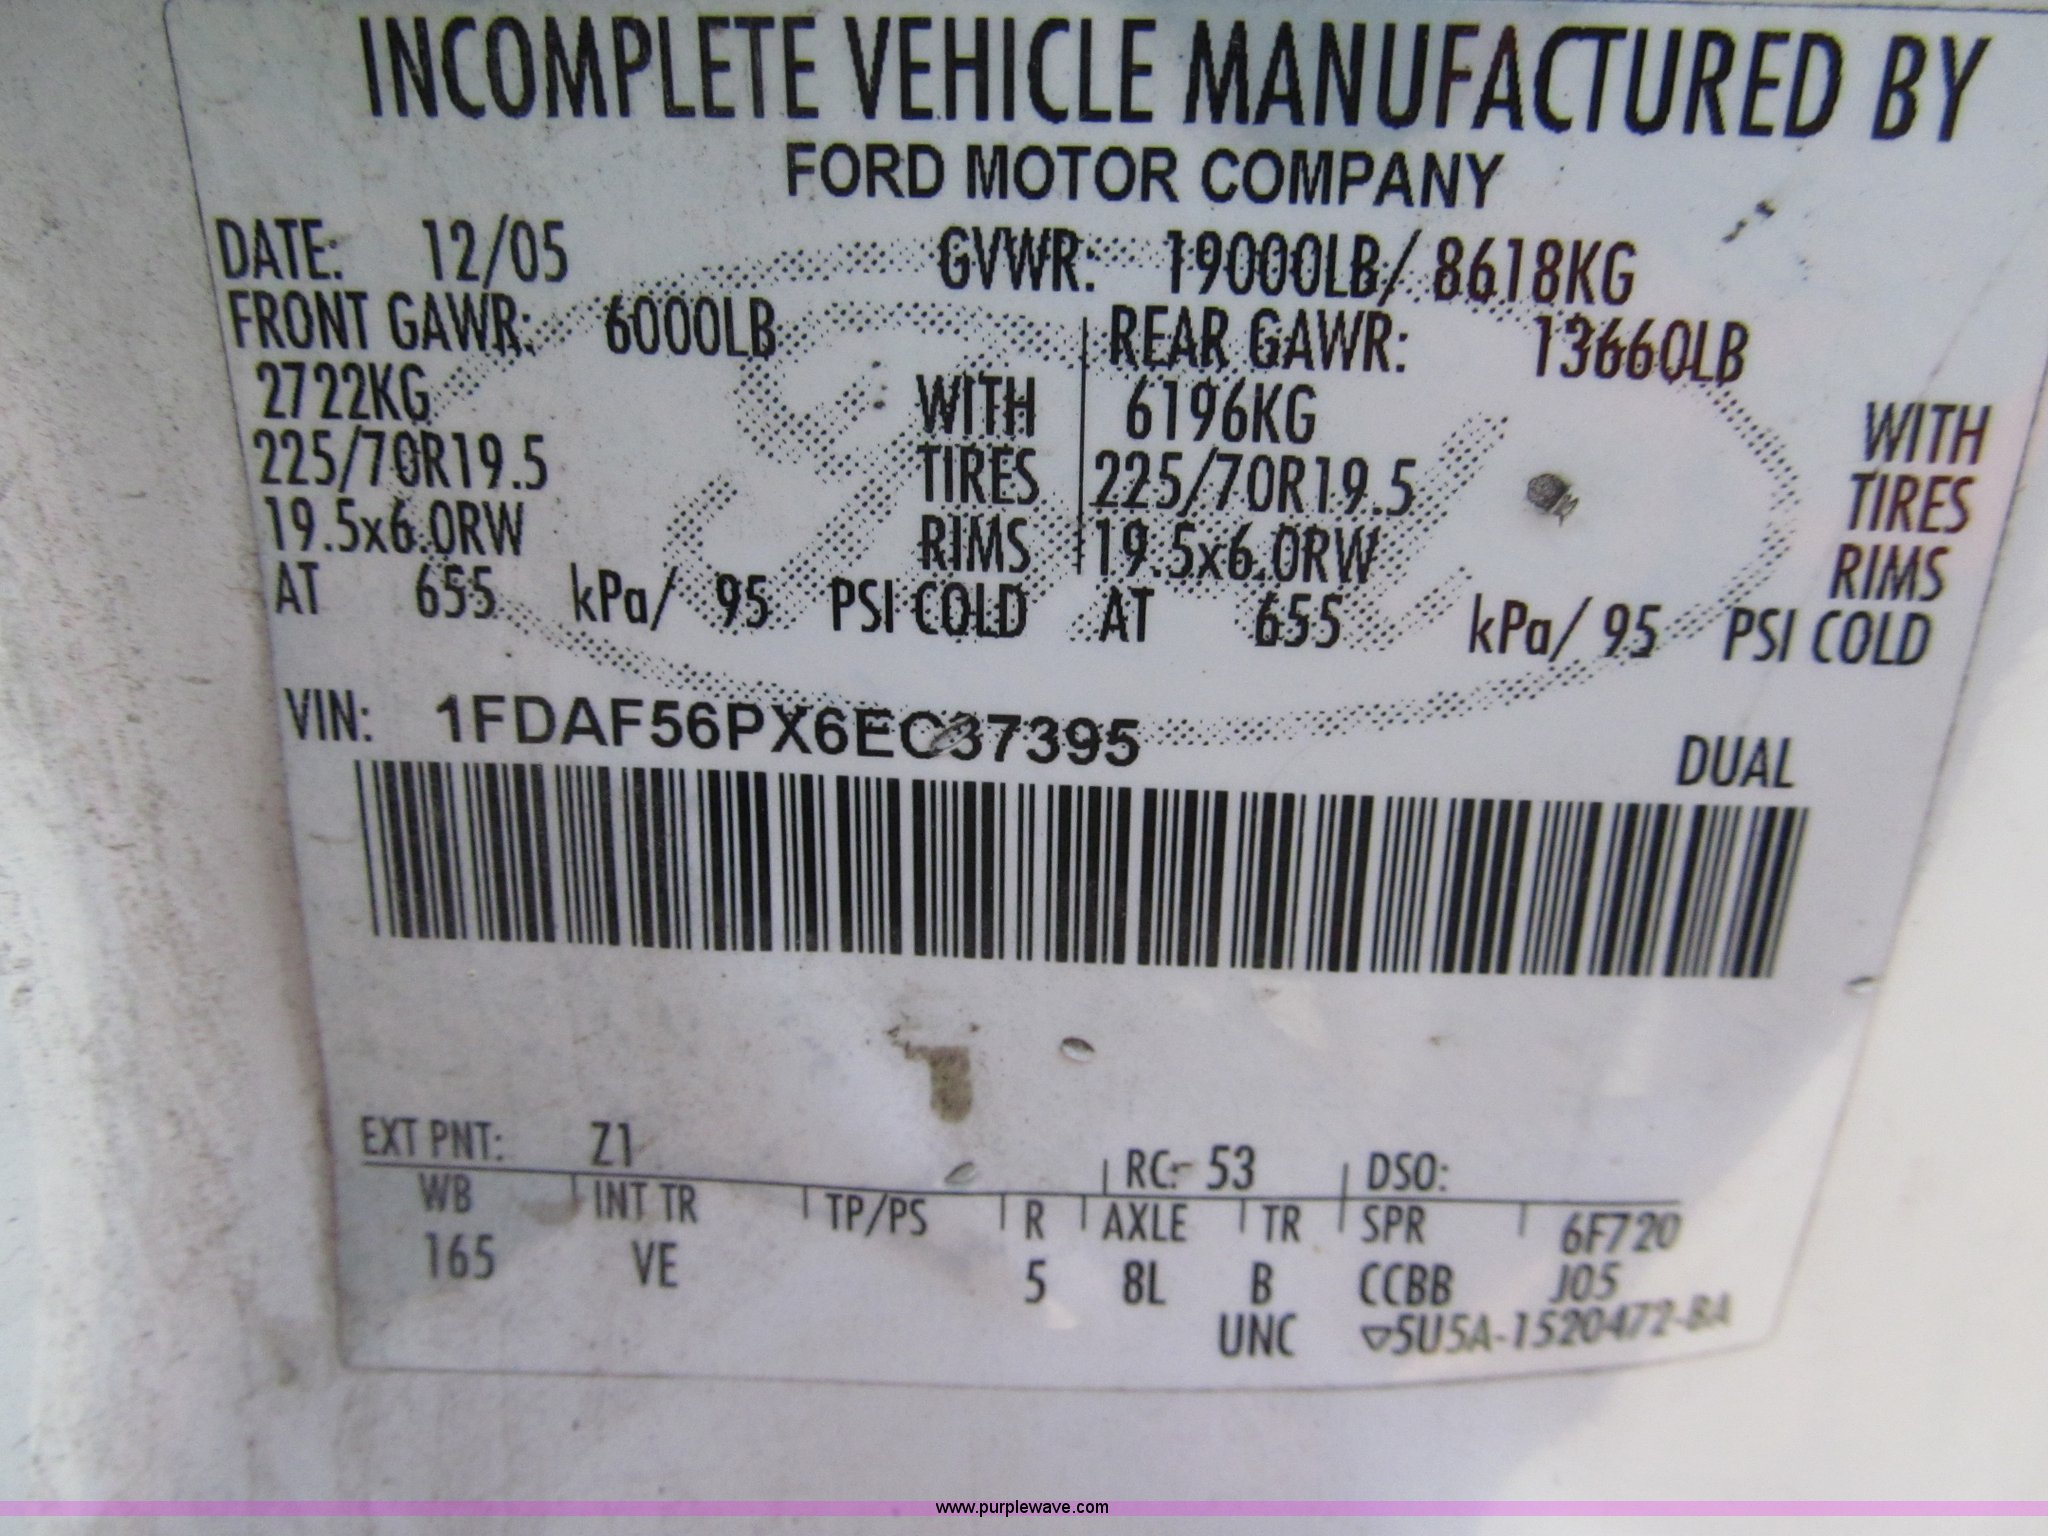 INCOMPLETE VEHICLE MANUFACTURED BY
FORD MOTOR COMPANY
DATE: 12/05 GVWR: 19000LB/ 8618KG
FRONT GAWR: 6000LB REAR GAWR: 13660LB
2722KG WITH 6196KG WITH
225/70R19.5 TIRES 225/70R19.5 TIRES
19.5x6.0RW RIMS 19.5x6.0RW RIMS
AT 655 kPa/ 95 PSI COLD AT 655 kPa/ 95 PSI COLD
VIN: 1FDAF56PX6EC37395
DUAL
EXT PNT: Z1 RC: 53 DSO:
WB INT TR TP/PS R AXLE TR SPR 6F720
165 VE 5 8L B CCBB J05
UNC ▽5U5A-1520472-BA
www.purplewave.com